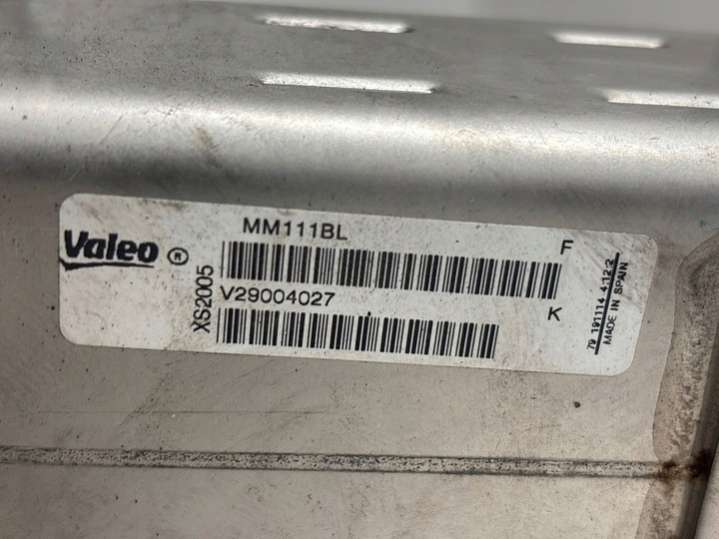 Valeo ®
XS2005
MM111BL
F
V29004027
K
79 191114 4.12.2
MADE IN SPAIN